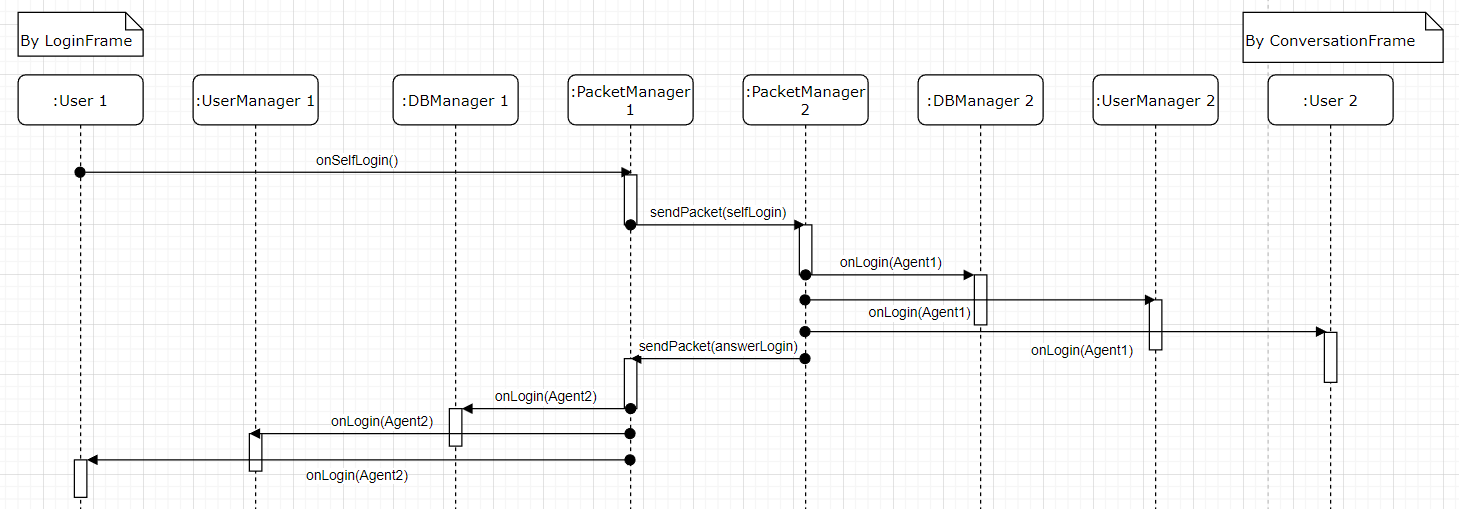 By LoginFrame
By ConversationFrame
:User 1
:UserManager 1
:DBManager 1
:PacketManager
1
:PacketManager
2
:DBManager 2
:UserManager 2
:User 2
onSelfLogin()
sendPacket(selfLogin)
onLogin(Agent1)
onLogin(Agent1)
onLogin(Agent1)
sendPacket(answerLogin)
onLogin(Agent2)
onLogin(Agent2)
onLogin(Agent2)